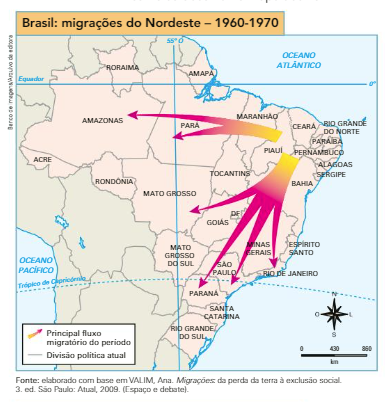 Brasil: migrações do Nordeste – 1960-1970
55° O
OCEANO
ATLÂNTICO
RORAIMA
AMAPÁ
Equador
0°
AMAZONAS
PARÁ
MARANHÃO
CEARÁ
RIO GRANDE
DO NORTE
PARAÍBA
PIAUÍ
PERNAMBUCO
ACRE
ALAGOAS
SERGIPE
TOCANTINS
RONDÔNIA
BAHIA
MATO GROSSO
DF
GOIÁS
MINAS
GERAIS
ESPÍRITO
SANTO
MATO
GROSSO
DO SUL
OCEANO
PACÍFICO
SÃO
PAULO
RIO DE JANEIRO
Trópico de Capricórnio
PARANÁ
SANTA
CATARINA
RIO GRANDE
DO SUL
N
O
L
S
Principal fluxo
migratório do período
Divisão política atual
0 430 860
km
Banco de imagens/Arquivo da editora
Fonte: elaborado com base em VALIM, Ana. Migrações: da perda da terra à exclusão social.
3. ed. São Paulo: Atual, 2009. (Espaço e debate).